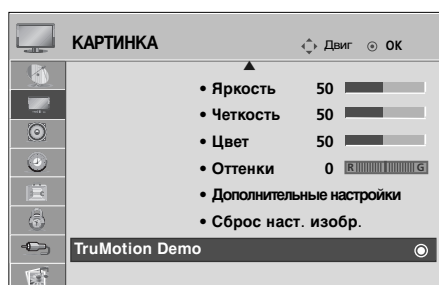 КАРТИНКА Двиг OK
• Яркость 50
• Четкость 50
• Цвет 50
• Оттенки 0 R G
• Дополнительные настройки
• Сброс наст. изобр.
TruMotion Demo